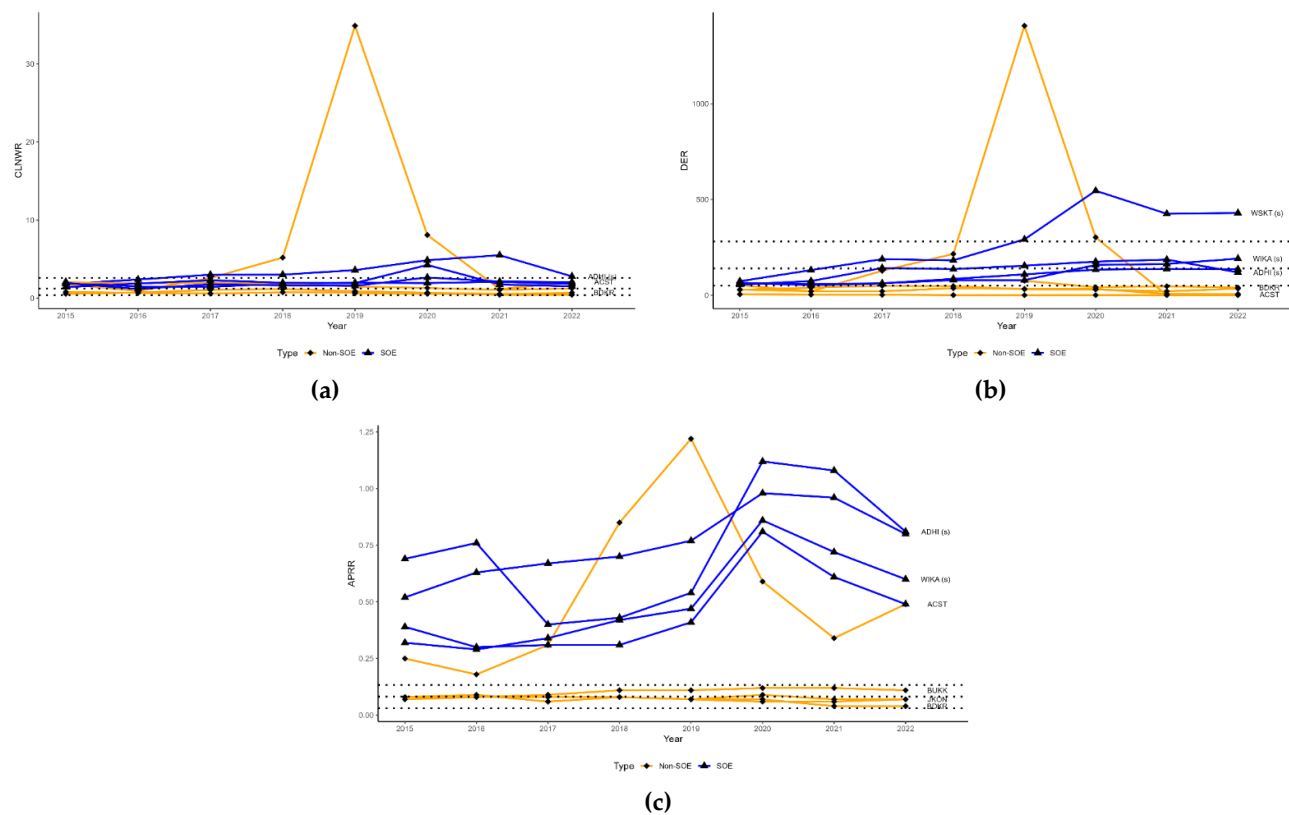 30
20
10
0
CLNWR
ADHI (s)
ACST
BDKR
2015 2016 2017 2018 2019 2020 2021 2022
Year
Type Non-SOE SOE
(a)
1000
500
0
DER
WSKT (s)
WIKA (s)
ADHI (s)
BDKR
ACST
2015 2016 2017 2018 2019 2020 2021 2022
Year
Type Non-SOE SOE
(b)
1.25
1.00
0.75
0.50
0.25
0.00
APRR
ADHI (s)
WIKA (s)
ACST
BUKK
JKON
BDKR
2015 2016 2017 2018 2019 2020 2021 2022
Year
Type Non-SOE SOE
(c)